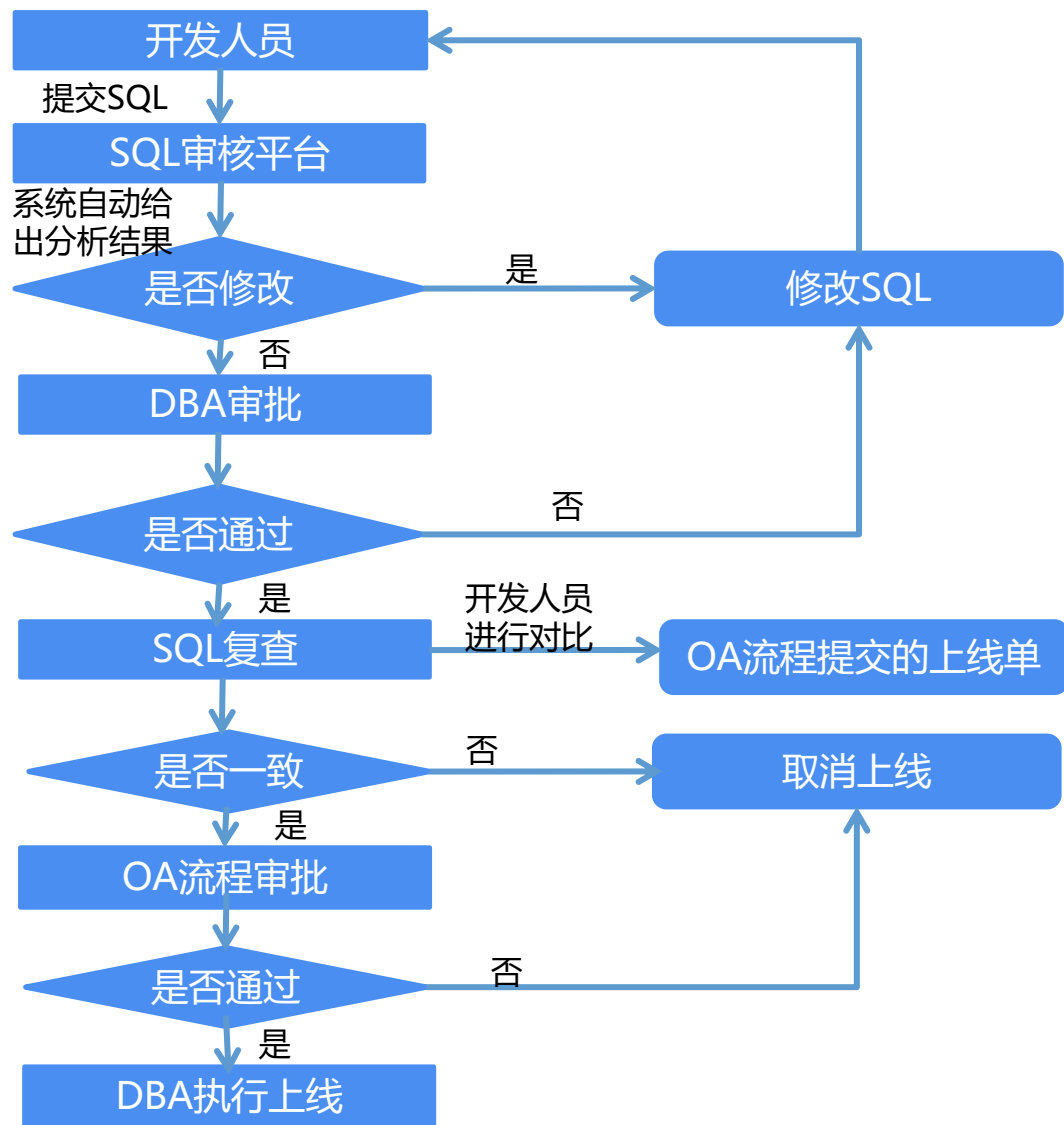 开发人员
提交SQL
SQL审核平台
系统自动给
出分析结果
是否修改
是
修改SQL
否
DBA审批
是否通过
否
是
开发人员
进行对比
SQL复查
OA流程提交的上线单
是否一致
否
取消上线
是
OA流程审批
是否通过
否
是
DBA执行上线